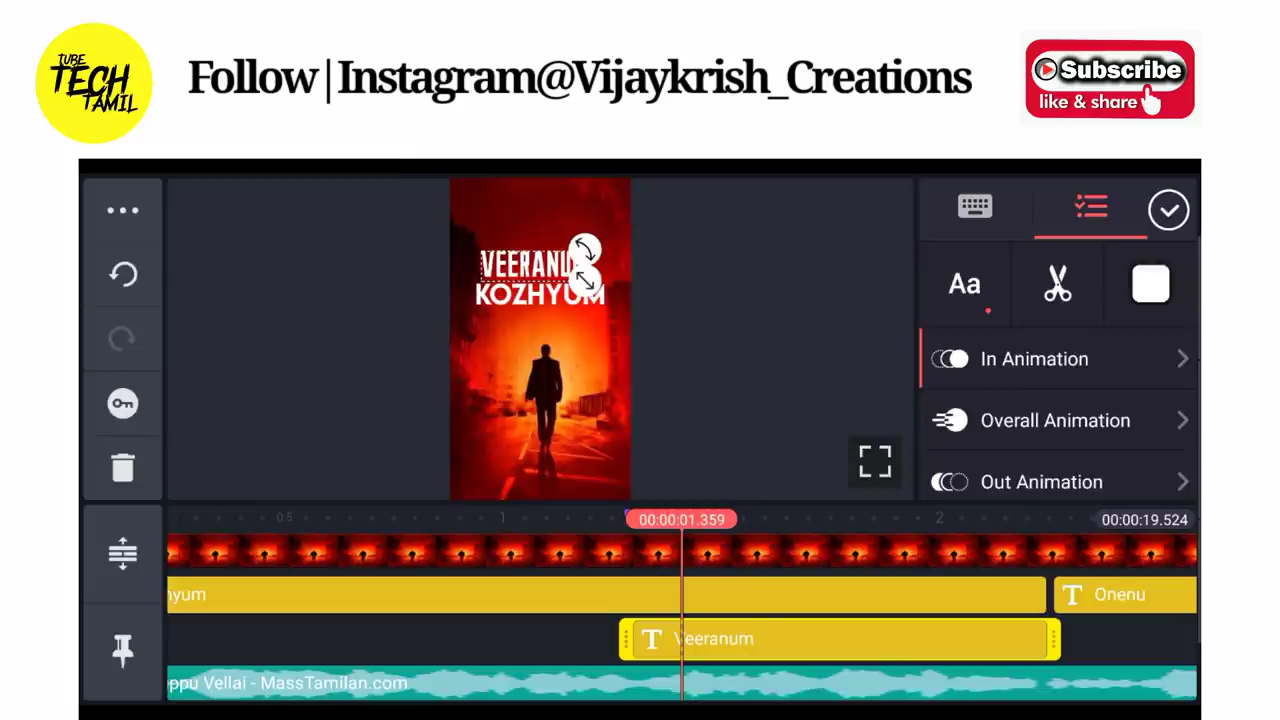 TUBE
TECH
TAMIL
Follow|Instagram@Vijaykrish_Creations
Subscribe
like & share
VEERANU
KOZHYUM
Aa
In Animation
Overall Animation
Out Animation
0.5
1
00:00:01.359
2
00:00:19.524
hyum
T Onenu
T Veeranum
ppu Vellai - MassTamilan.com